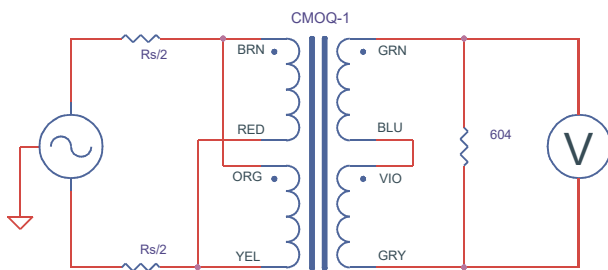 CMOQ-1
Rs/2
BRN
GRN
RED
BLU
604
V
ORG
VIO
Rs/2
YEL
GRY